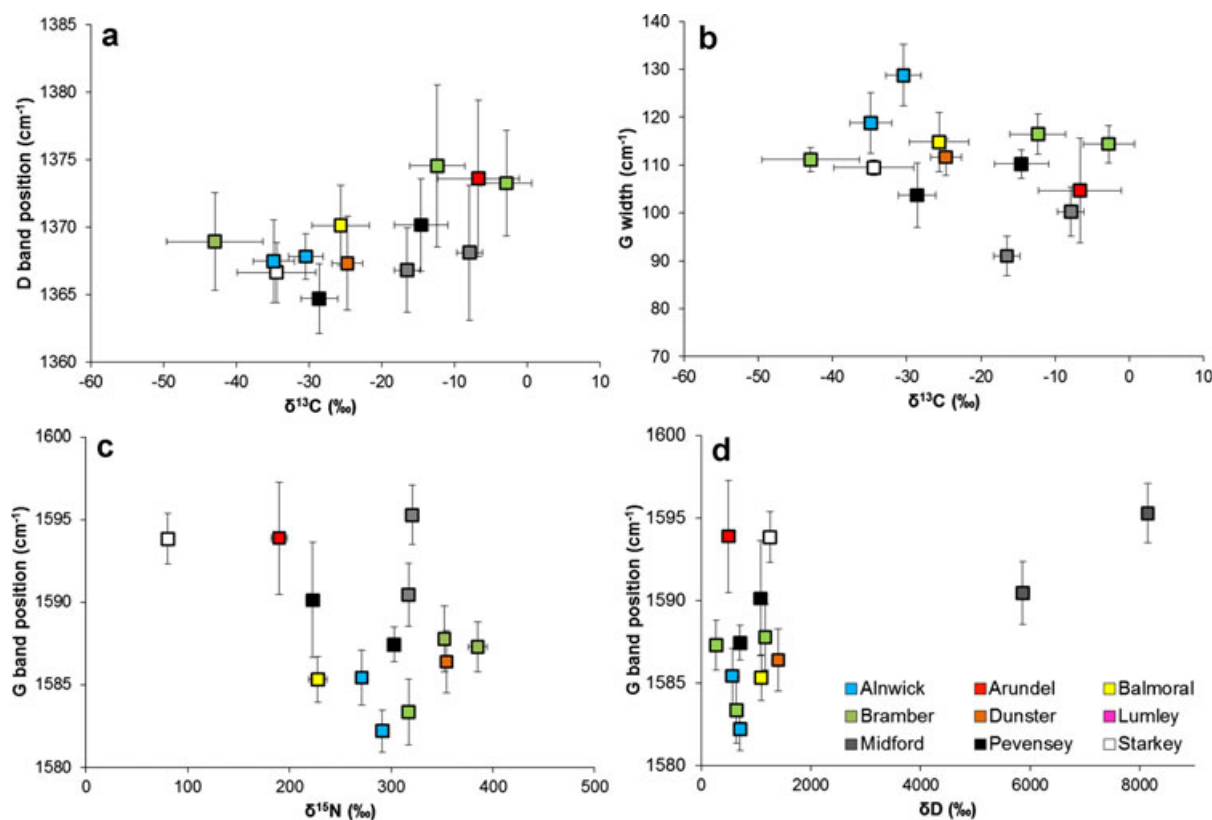 a
1385
1380
1375
1370
1365
1360
D band position (cm⁻¹)
-60 -50 -40 -30 -20 -10 0 10
δ¹³C (‰)
b
140
130
120
110
100
90
80
70
G width (cm⁻¹)
-60 -50 -40 -30 -20 -10 0 10
δ¹³C (‰)
c
1600
1595
1590
1585
1580
G band position (cm⁻¹)
0 100 200 300 400 500
δ¹⁵N (‰)
d
1600
1595
1590
1585
1580
G band position (cm⁻¹)
0 2000 4000 6000 8000
δD (‰)
Alnwick Arundel Balmoral
Bramber Dunster Lumley
Midford Pevensey Starkey